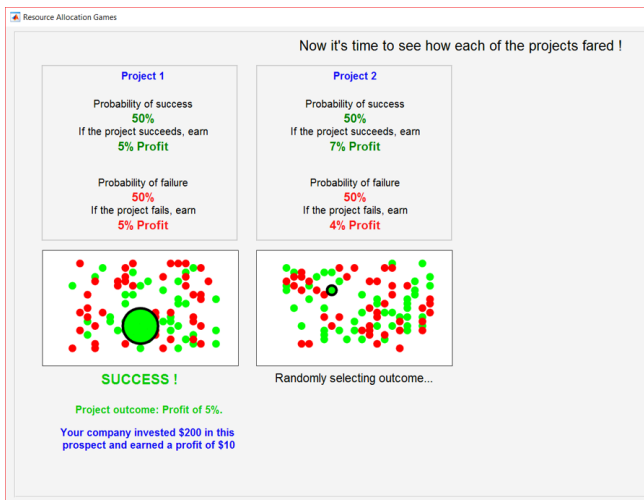 Resource Allocation Games
Now it's time to see how each of the projects fared !
Project 1
Probability of success
50%
If the project succeeds, earn
5% Profit
Probability of failure
50%
If the project fails, earn
5% Profit
Project 2
Probability of success
50%
If the project succeeds, earn
7% Profit
Probability of failure
50%
If the project fails, earn
4% Profit
SUCCESS !
Project outcome: Profit of 5%.
Your company invested $200 in this
prospect and earned a profit of $10
Randomly selecting outcome...